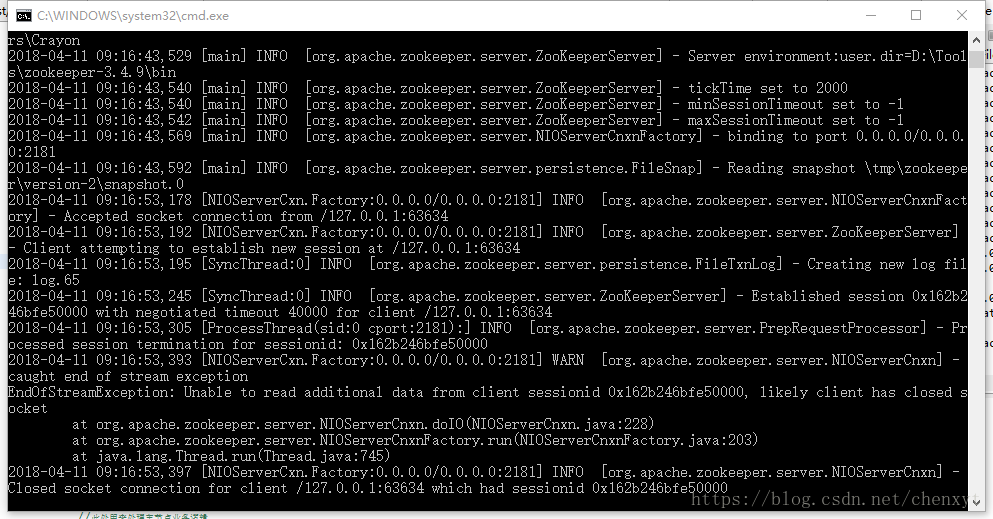 C:\WINDOWS\system32\cmd.exe
rs\Crayon
2018-04-11 09:16:43,529 [main] INFO  [org.apache.zookeeper.server.ZooKeeperServer] - Server environment:user.dir=D:\Tool
s\zookeeper-3.4.9\bin
2018-04-11 09:16:43,540 [main] INFO  [org.apache.zookeeper.server.ZooKeeperServer] - tickTime set to 2000
2018-04-11 09:16:43,540 [main] INFO  [org.apache.zookeeper.server.ZooKeeperServer] - minSessionTimeout set to -1
2018-04-11 09:16:43,542 [main] INFO  [org.apache.zookeeper.server.ZooKeeperServer] - maxSessionTimeout set to -1
2018-04-11 09:16:43,569 [main] INFO  [org.apache.zookeeper.server.NIOServerCnxnFactory] - binding to port 0.0.0.0/0.0.0.
0:2181
2018-04-11 09:16:43,592 [main] INFO  [org.apache.zookeeper.server.persistence.FileSnap] - Reading snapshot \tmp\zookeepe
r\version-2\snapshot.0
2018-04-11 09:16:53,178 [NIOServerCxn.Factory:0.0.0.0/0.0.0.0:2181] INFO  [org.apache.zookeeper.server.NIOServerCnxnFact
ory] - Accepted socket connection from /127.0.0.1:63634
2018-04-11 09:16:53,192 [NIOServerCxn.Factory:0.0.0.0/0.0.0.0:2181] INFO  [org.apache.zookeeper.server.ZooKeeperServer]
- Client attempting to establish new session at /127.0.0.1:63634
2018-04-11 09:16:53,195 [SyncThread:0] INFO  [org.apache.zookeeper.server.persistence.FileTxnLog] - Creating new log fil
e: log.65
2018-04-11 09:16:53,245 [SyncThread:0] INFO  [org.apache.zookeeper.server.ZooKeeperServer] - Established session 0x162b2
46bfe50000 with negotiated timeout 40000 for client /127.0.0.1:63634
2018-04-11 09:16:53,305 [ProcessThread(sid:0 cport:2181):] INFO  [org.apache.zookeeper.server.PrepRequestProcessor] - Pr
ocessed session termination for sessionid: 0x162b246bfe50000
2018-04-11 09:16:53,393 [NIOServerCxn.Factory:0.0.0.0/0.0.0.0:2181] WARN  [org.apache.zookeeper.server.NIOServerCnxn] -
caught end of stream exception
EndOfStreamException: Unable to read additional data from client sessionid 0x162b246bfe50000, likely client has closed s
ocket
at org.apache.zookeeper.server.NIOServerCnxn.doIO(NIOServerCnxn.java:228)
at org.apache.zookeeper.server.NIOServerCnxnFactory.run(NIOServerCnxnFactory.java:203)
at java.lang.Thread.run(Thread.java:745)
2018-04-11 09:16:53,397 [NIOServerCxn.Factory:0.0.0.0/0.0.0.0:2181] INFO  [org.apache.zookeeper.server.NIOServerCnxn] -
Closed socket connection for client /127.0.0.1:63634 which had sessionid 0x162b246bfe50000
https://blog.csdn.net/chenxyt